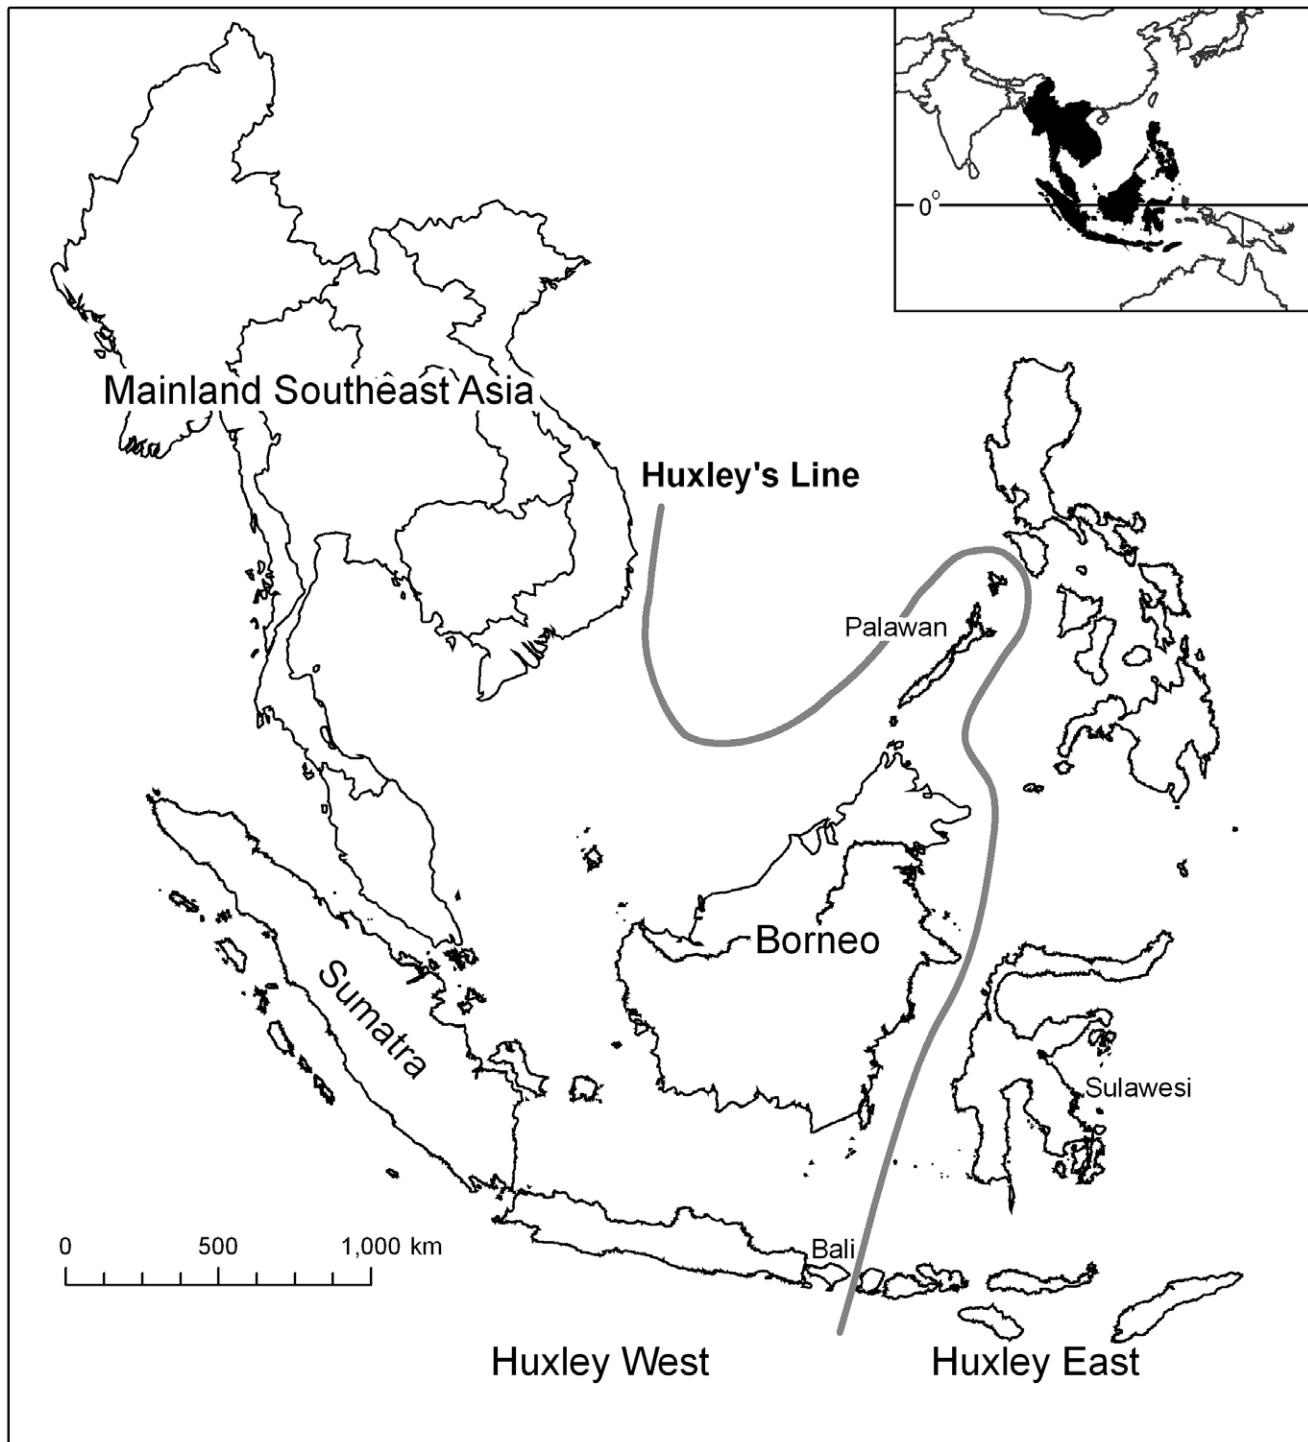 0°
Mainland Southeast Asia
Huxley's Line
Palawan
Borneo
Sumatra
Sulawesi
0 500 1,000 km
Bali
Huxley West Huxley East